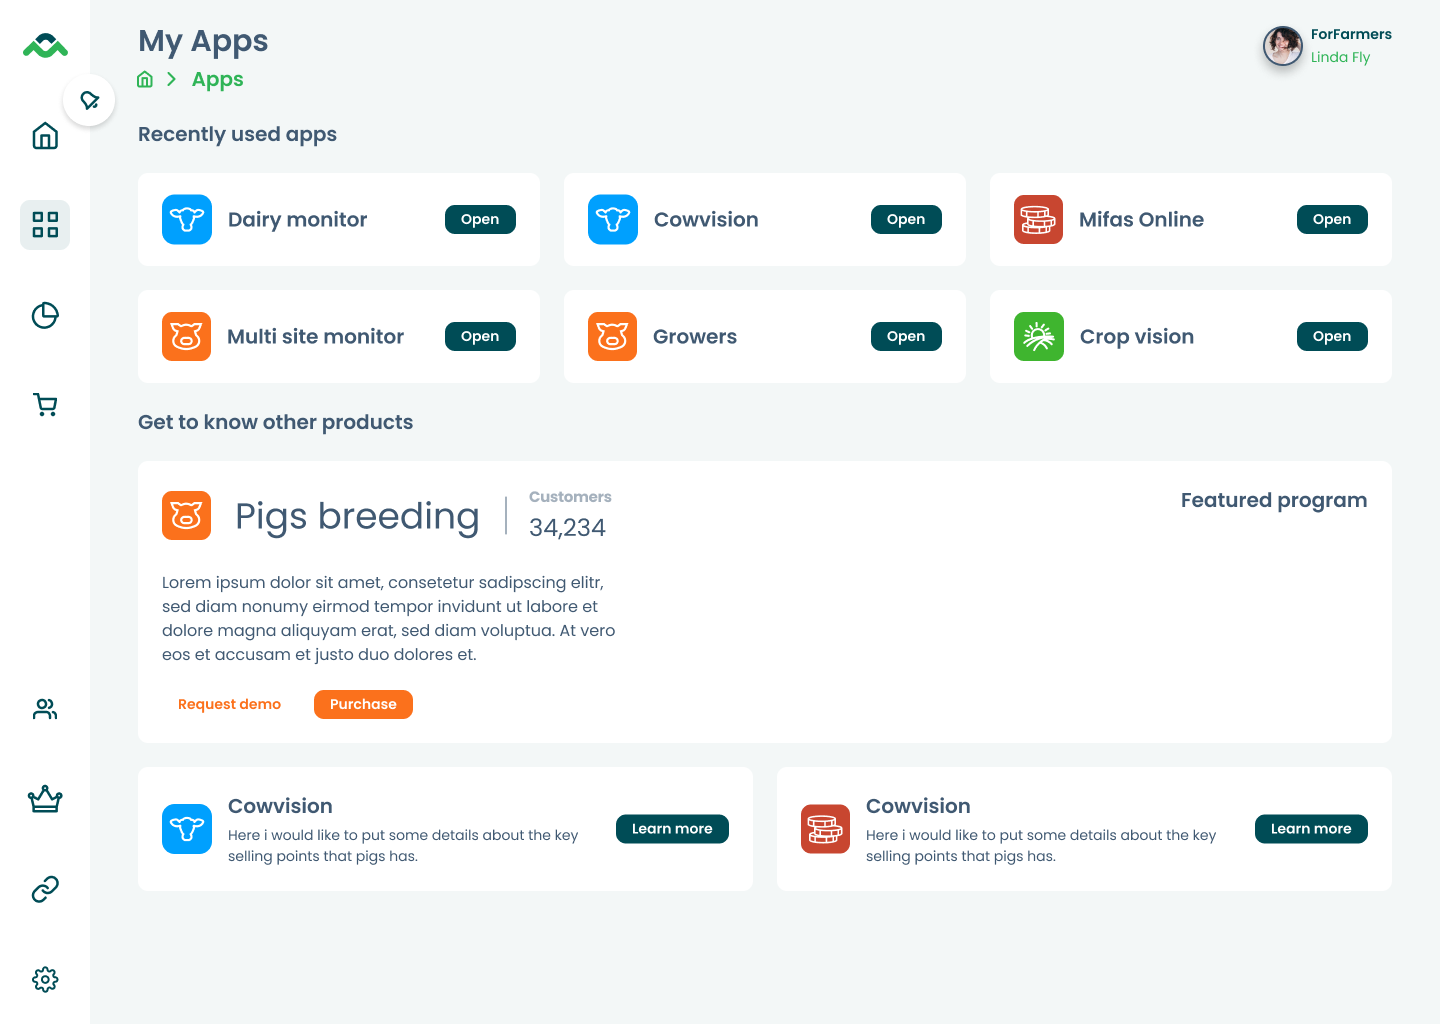 My Apps
ForFarmers
Linda Fly
Apps
Recently used apps
Dairy monitor
Open
Cowvision
Open
Mifas Online
Open
Multi site monitor
Open
Growers
Open
Crop vision
Open
Get to know other products
Pigs breeding
Customers
34,234
Featured program
Lorem ipsum dolor sit amet, consetetur sadipscing elitr,
sed diam nonumy eirmod tempor invidunt ut labore et
dolore magna aliquyam erat, sed diam voluptua. At vero
eos et accusam et justo duo dolores et.
Request demo
Purchase
Cowvision
Here i would like to put some details about the key
selling points that pigs has.
Learn more
Cowvision
Here i would like to put some details about the key
selling points that pigs has.
Learn more